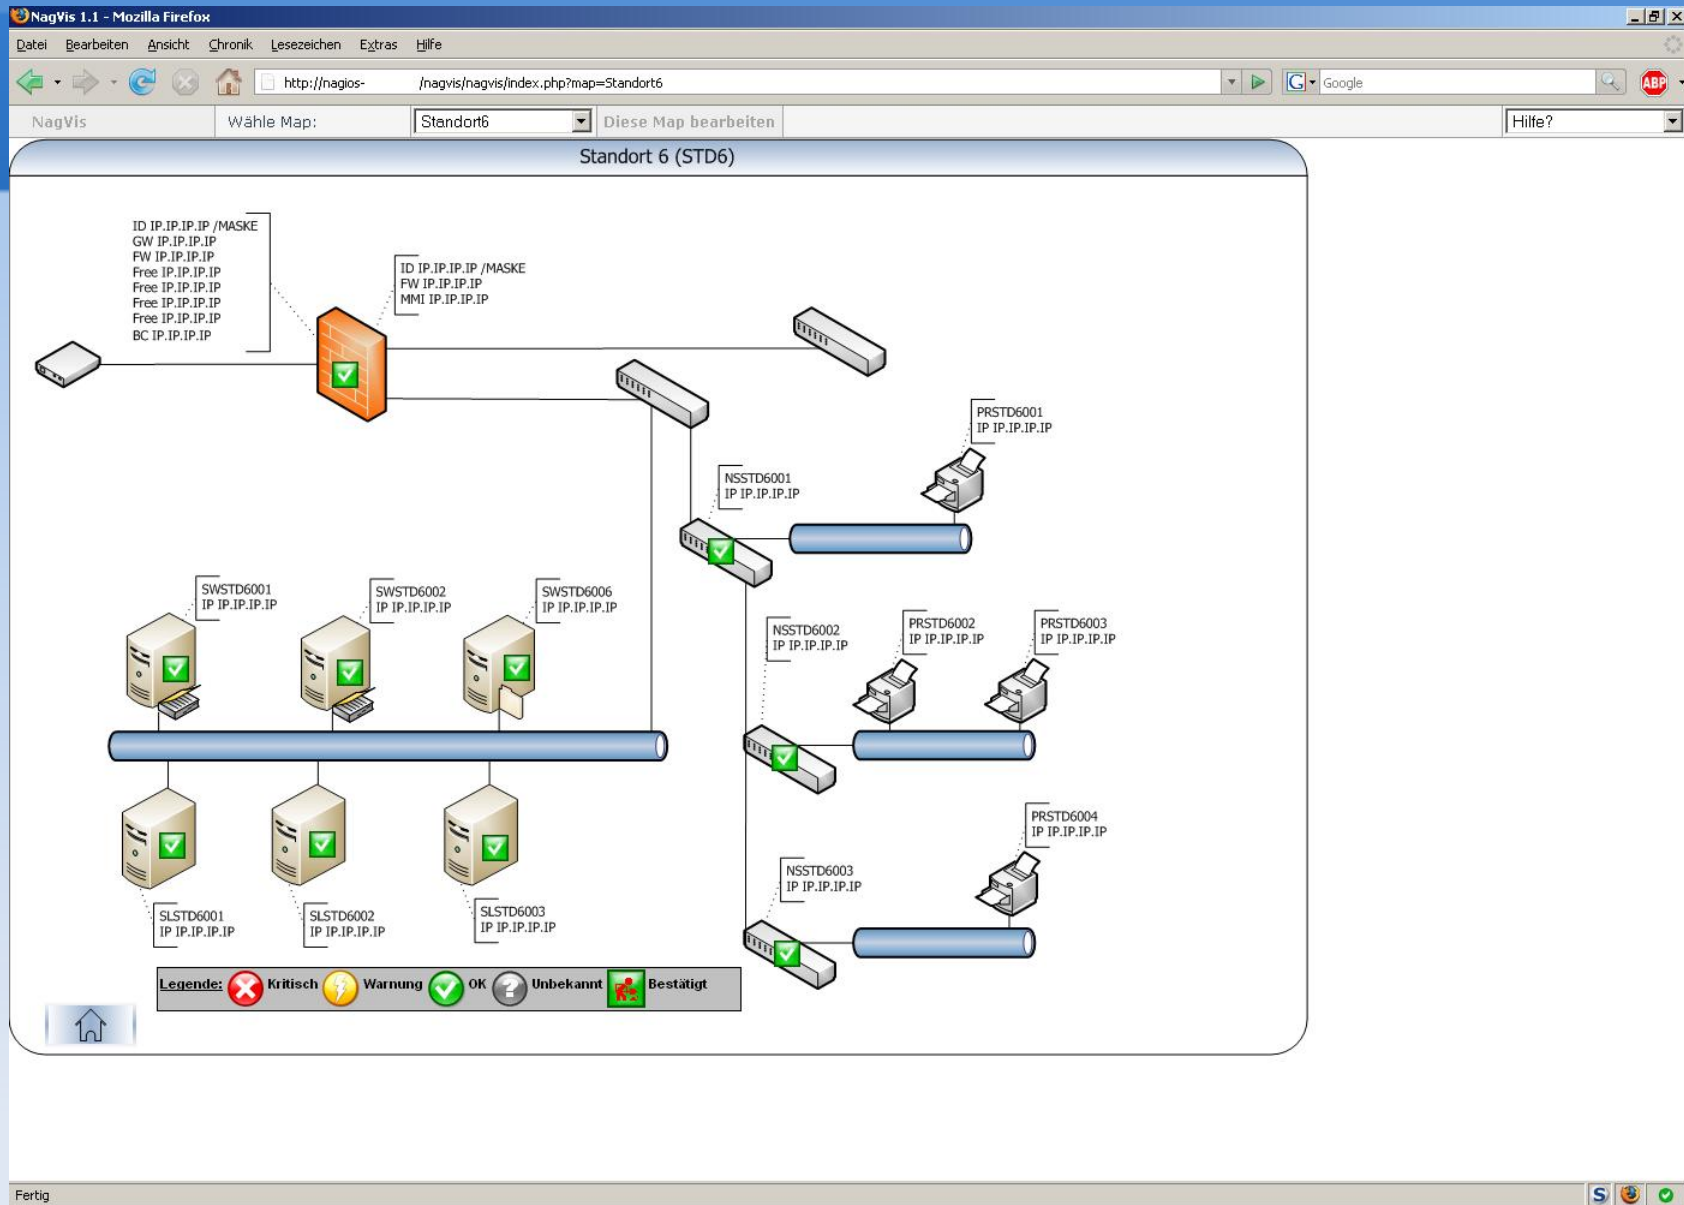 NagVis 1.1 - Mozilla Firefox
Datei Bearbeiten Ansicht Chronik Lesezeichen Extras Hilfe
http://nagios- /nagvis/nagvis/index.php?map=Standort6
G Google
ABP
NagVis Wähle Map: Standort6 Diese Map bearbeiten Hilfe?
Standort 6 (STD6)
ID IP.IP.IP.IP /MASKE
GW IP.IP.IP.IP
FW IP.IP.IP.IP
Free IP.IP.IP.IP
Free IP.IP.IP.IP
Free IP.IP.IP.IP
Free IP.IP.IP.IP
BC IP.IP.IP.IP
ID IP.IP.IP.IP /MASKE
FW IP.IP.IP.IP
MMI IP.IP.IP.IP
PRSTD6001
IP IP.IP.IP.IP
NSSTD6001
IP IP.IP.IP.IP
SWSTD6001
IP IP.IP.IP.IP
SWSTD6002
IP IP.IP.IP.IP
SWSTD6006
IP IP.IP.IP.IP
NSSTD6002
IP IP.IP.IP.IP
PRSTD6002
IP IP.IP.IP.IP
PRSTD6003
IP IP.IP.IP.IP
PRSTD6004
IP IP.IP.IP.IP
NSSTD6003
IP IP.IP.IP.IP
SLSTD6001
IP IP.IP.IP.IP
SLSTD6002
IP IP.IP.IP.IP
SLSTD6003
IP IP.IP.IP.IP
Legende: Kritisch Warnung OK ? Unbekannt Bestätigt
Fertig
S